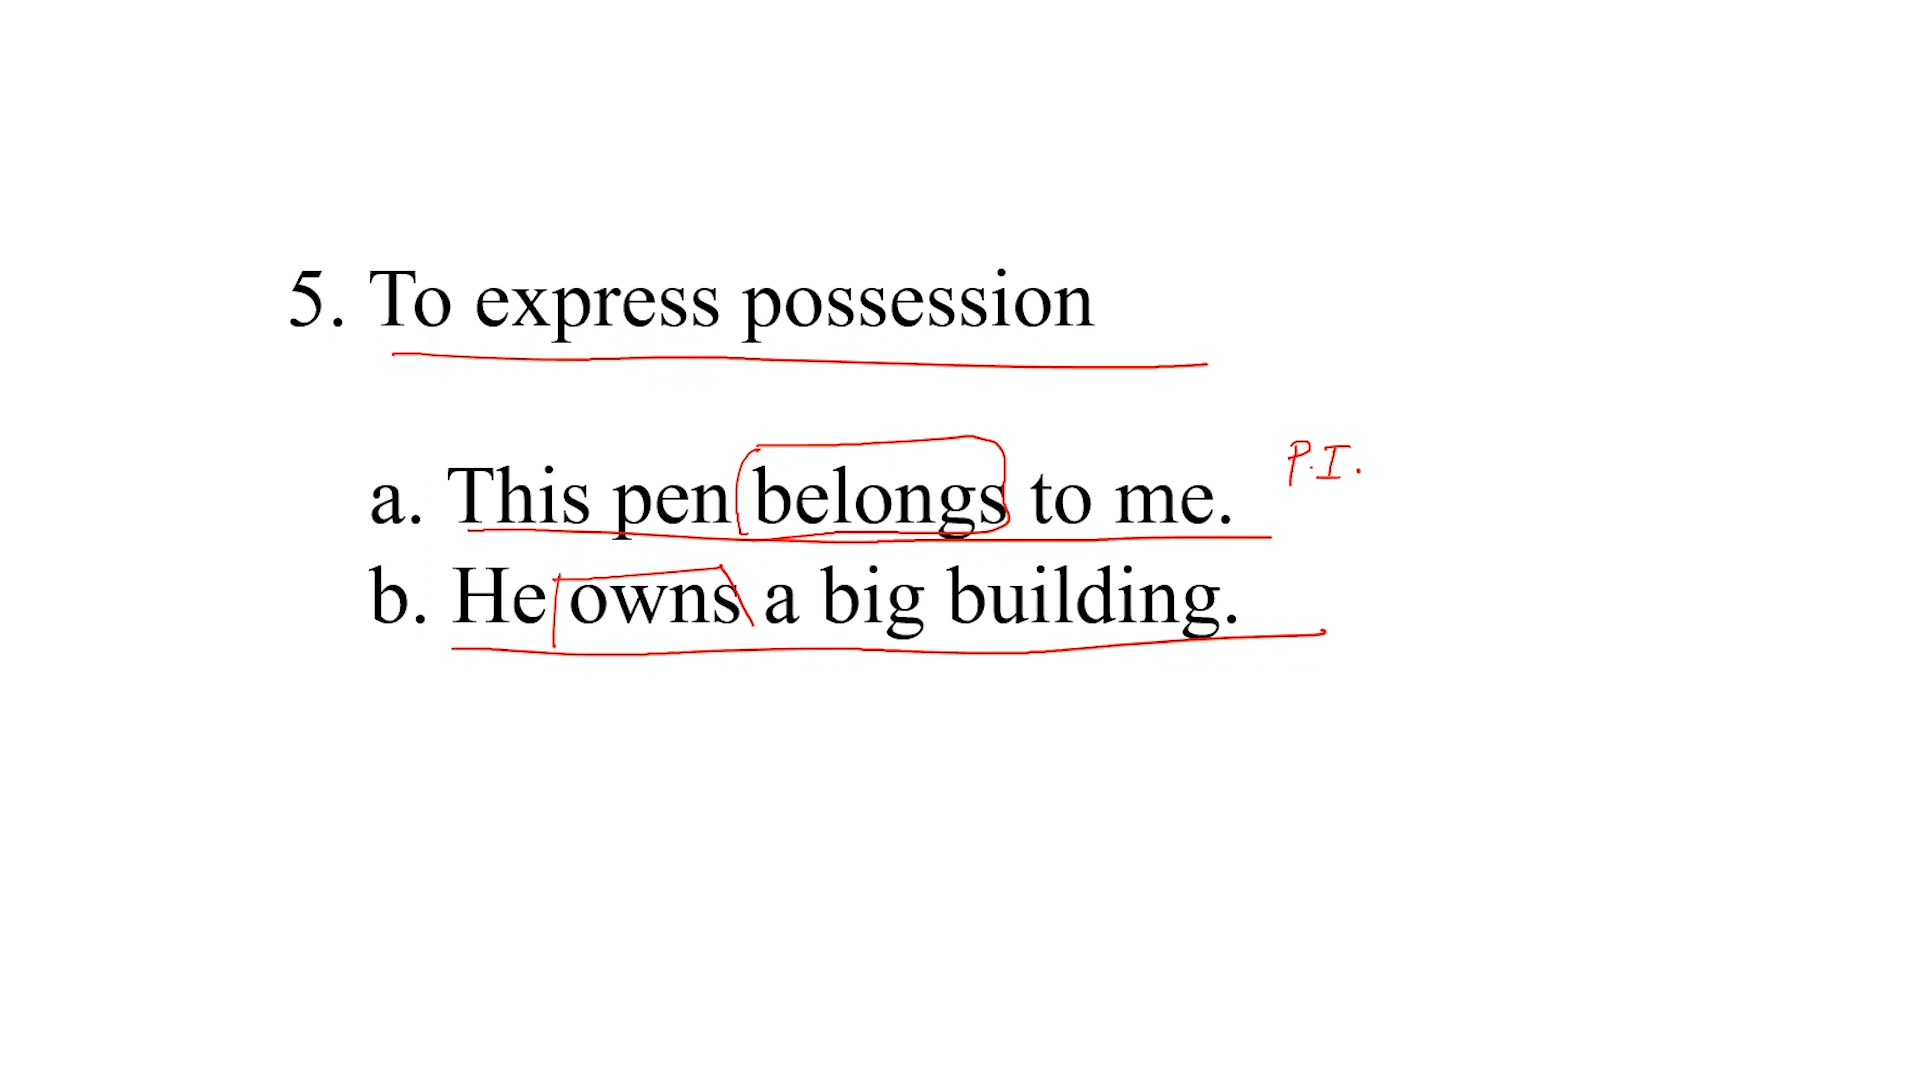 5. To express possession
a. This pen belongs to me. P.I.
b. He owns a big building.